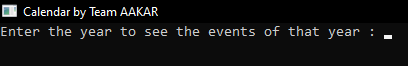 Calendar by Team AAKAR
Enter the year to see the events of that year :